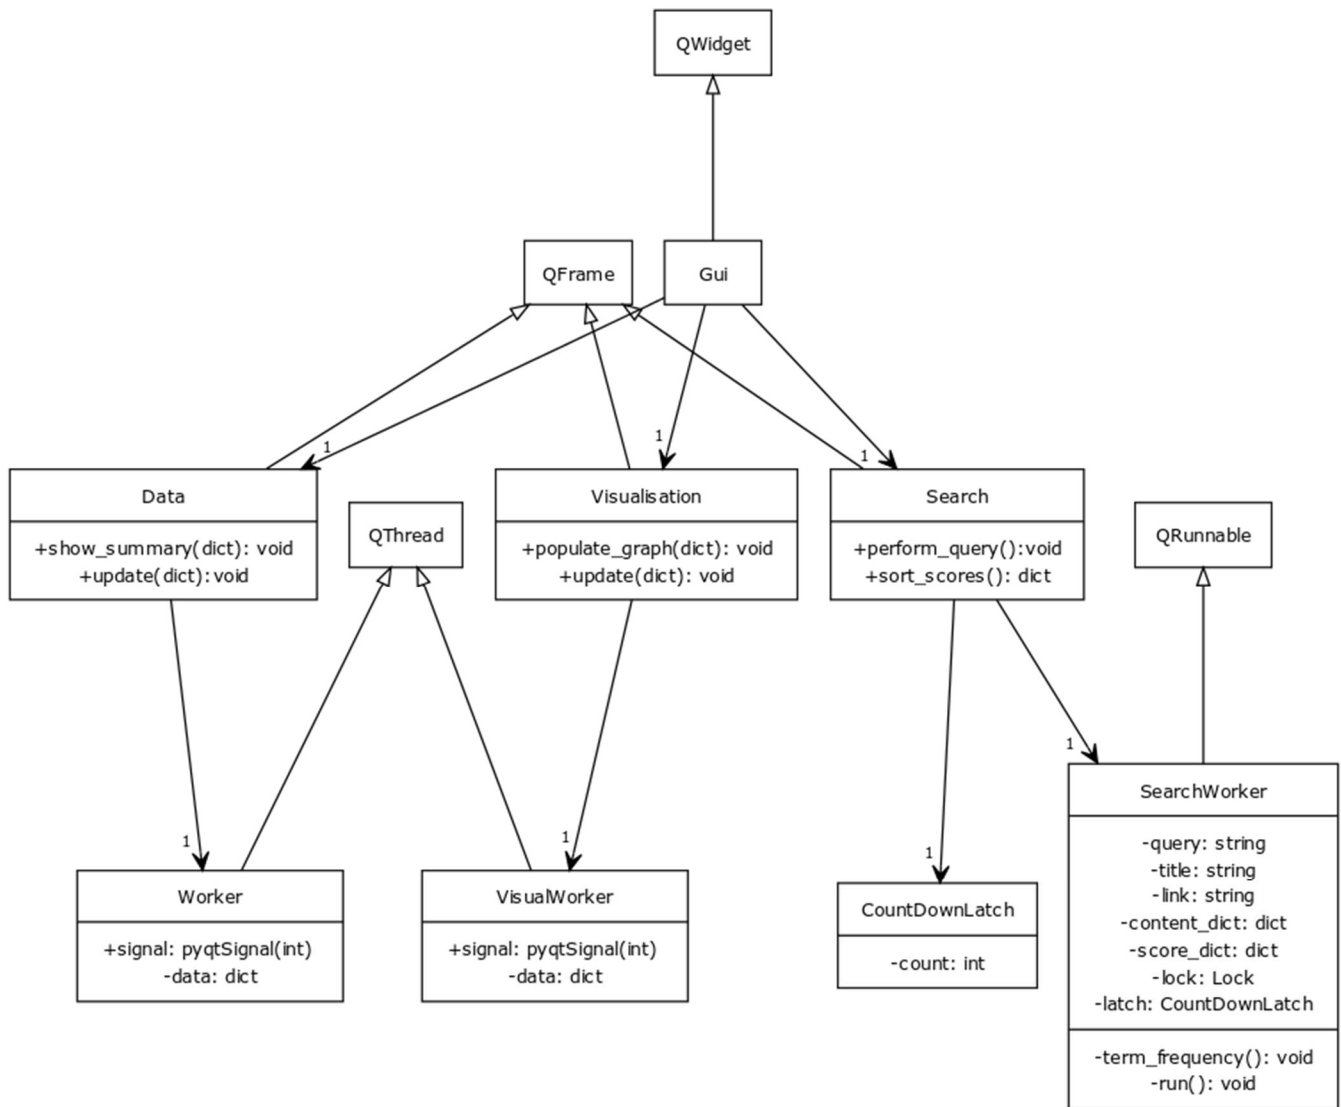 QWidget
QFrame
Gui
1
1
1
Data
+show_summary(dict): void
+update(dict): void
QThread
Visualisation
+populate_graph(dict): void
+update(dict): void
Search
+perform_query():void
+sort_scores(): dict
QRunnable
1
1
1
1
Worker
+signal: pyqtSignal(int)
-data: dict
VisualWorker
+signal: pyqtSignal(int)
-data: dict
CountDownLatch
-count: int
SearchWorker
-query: string
-title: string
-link: string
-content_dict: dict
-score_dict: dict
-lock: Lock
-latch: CountDownLatch
-term_frequency(): void
-run(): void